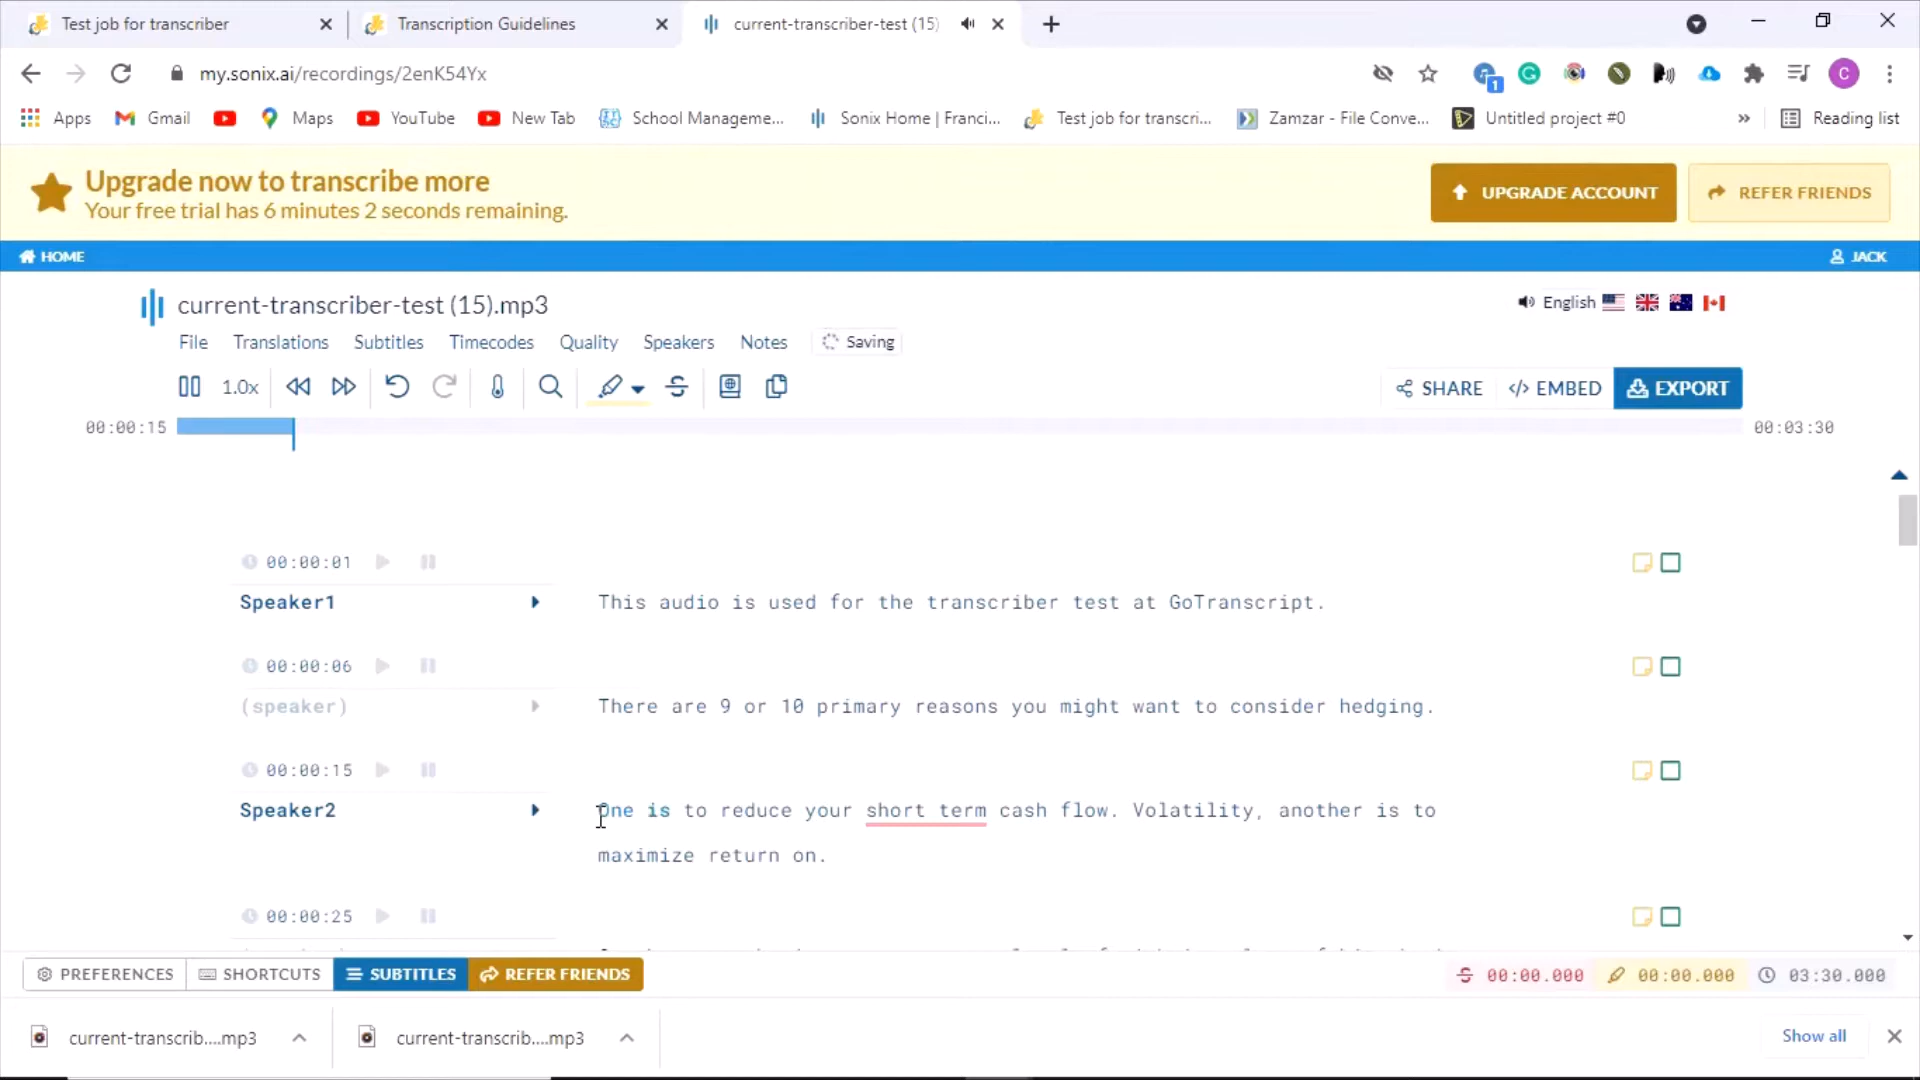 Test job for transcriber
Transcription Guidelines
current-transcriber-test (15)
my.sonix.ai/recordings/2enK54Yx
1
C
Apps
Gmail
Maps
YouTube
New Tab
School Manageme...
Sonix Home | Franci...
Test job for transcri...
Zamzar - File Conve...
Untitled project #0
»
Reading list
Upgrade now to transcribe more
Your free trial has 6 minutes 2 seconds remaining.
UPGRADE ACCOUNT
REFER FRIENDS
HOME
JACK
current-transcriber-test (15).mp3
English
File
Translations
Subtitles
Timecodes
Quality
Speakers
Notes
Saving
1.0x
SHARE
</> EMBED
EXPORT
00:00:15
00:03:30
00:00:01
Speaker1
This audio is used for the transcriber test at GoTranscript.
00:00:06
(speaker)
There are 9 or 10 primary reasons you might want to consider hedging.
00:00:15
Speaker2
One is to reduce your short term cash flow. Volatility, another is to
maximize return on.
00:00:25
PREFERENCES
SHORTCUTS
SUBTITLES
REFER FRIENDS
00:00.000
00:00.000
03:30.000
current-transcrib....mp3
current-transcrib....mp3
Show all